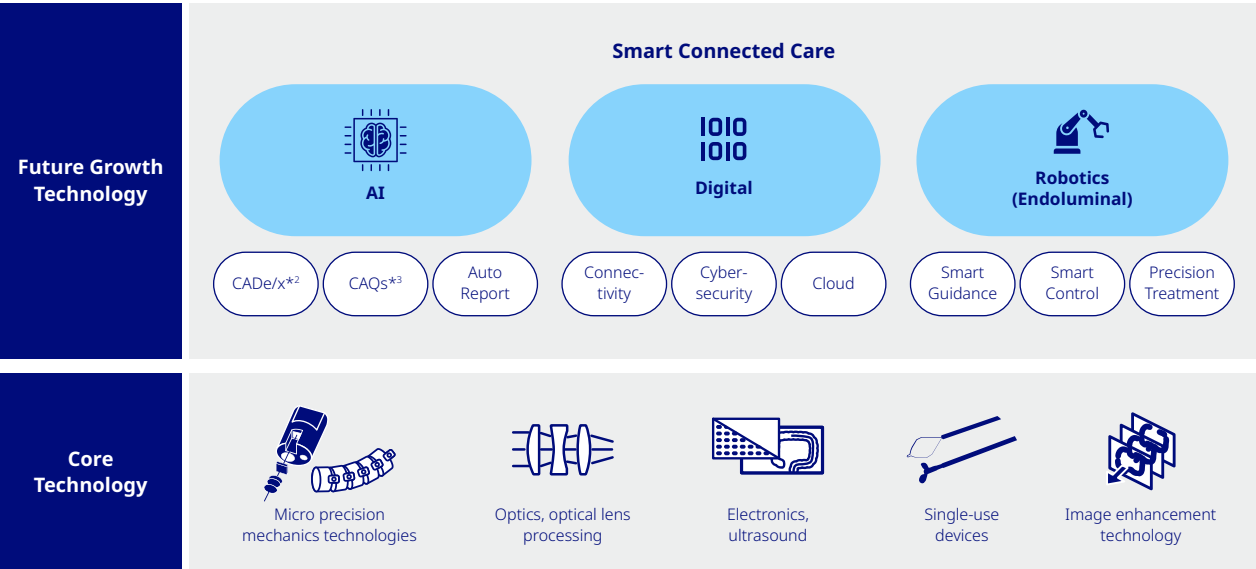 Future Growth
Technology
Smart Connected Care
IOIO
IOIO
AI
Digital
Robotics
(Endoluminal)
CADe/x*2
CAQs*3
Auto
Report
Connec-
tivity
Cyber-
security
Cloud
Smart
Guidance
Smart
Control
Precision
Treatment
Core
Technology
Micro precision
mechanics technologies
Optics, optical lens
processing
Electronics,
ultrasound
Single-use
devices
Image enhancement
technology